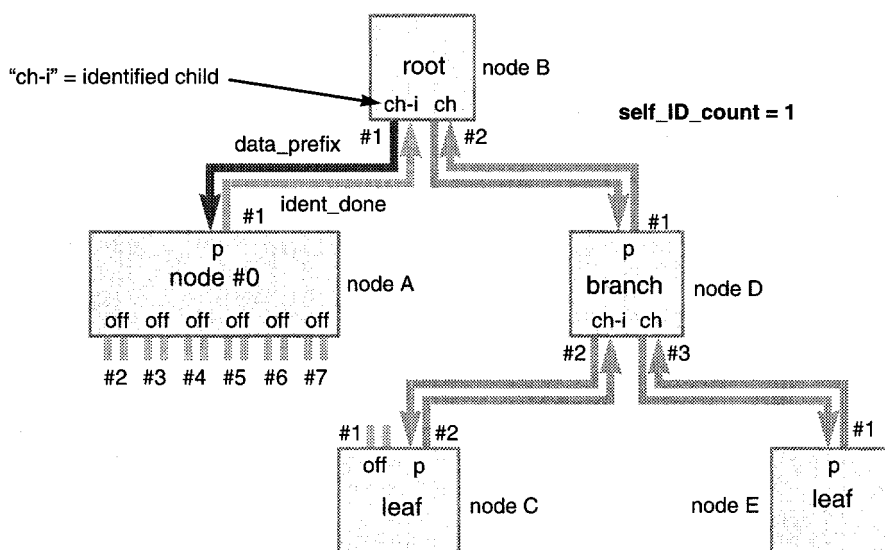 root
node B
"ch-i" = identified child
ch-i ch
self_ID_count = 1
#1
#2
data_prefix
ident_done
#1
#1
p
node #0
node A
off off off off off off
#2 #3 #4 #5 #6 #7
p
branch
node D
ch-i ch
#2
#3
#1
#2
#1
off p
leaf
node C
node E
p
leaf